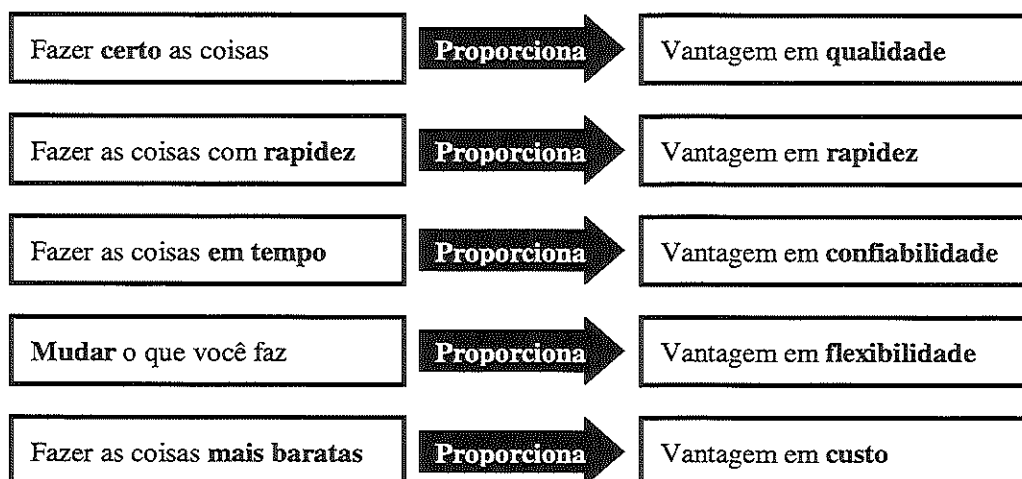 Fazer certo as coisas Proporciona Vantagem em qualidade
Fazer as coisas com rapidez Proporciona Vantagem em rapidez
Fazer as coisas em tempo Proporciona Vantagem em confiabilidade
Mudar o que você faz Proporciona Vantagem em flexibilidade
Fazer as coisas mais baratas Proporciona Vantagem em custo